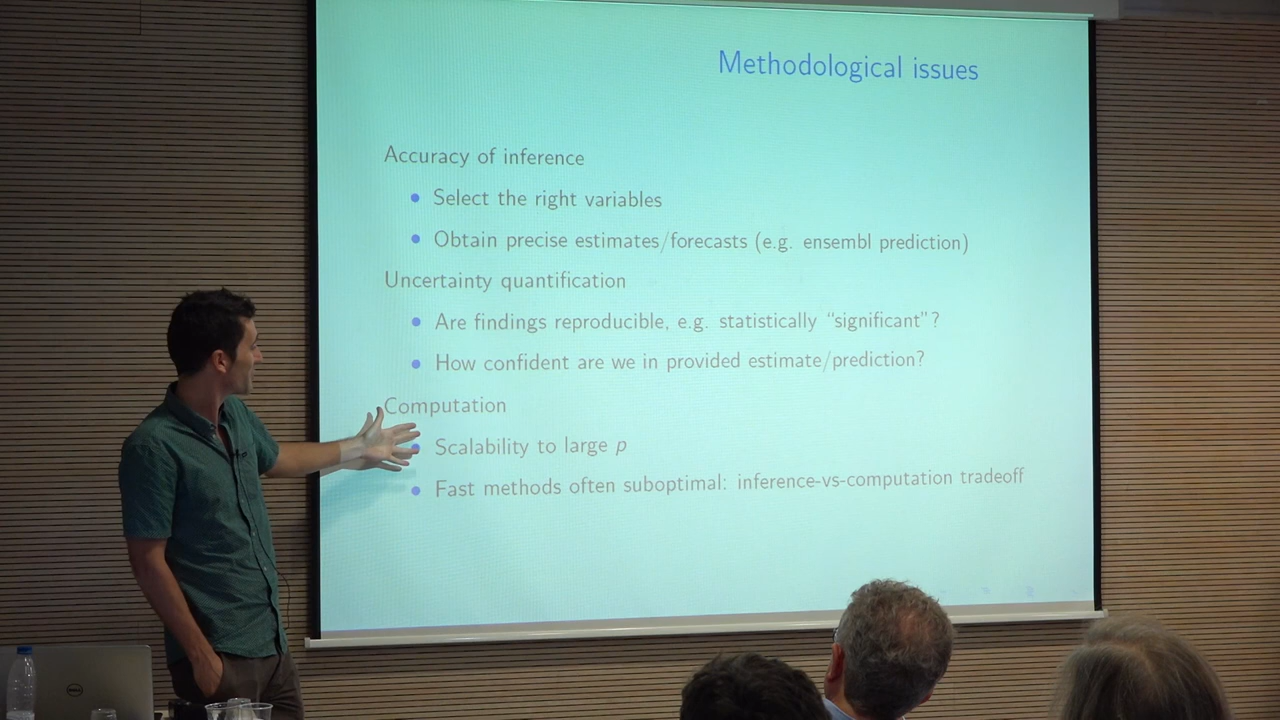 Methodological issues
Accuracy of inference
• Select the right variables
• Obtain precise estimates/forecasts (e.g. ensembl prediction)
Uncertainty quantification
• Are findings reproducible, e.g. statistically “significant”?
• How confident are we in provided estimate/prediction?
Computation
• Scalability to large p
• Fast methods often suboptimal: inference-vs-computation tradeoff
DELL